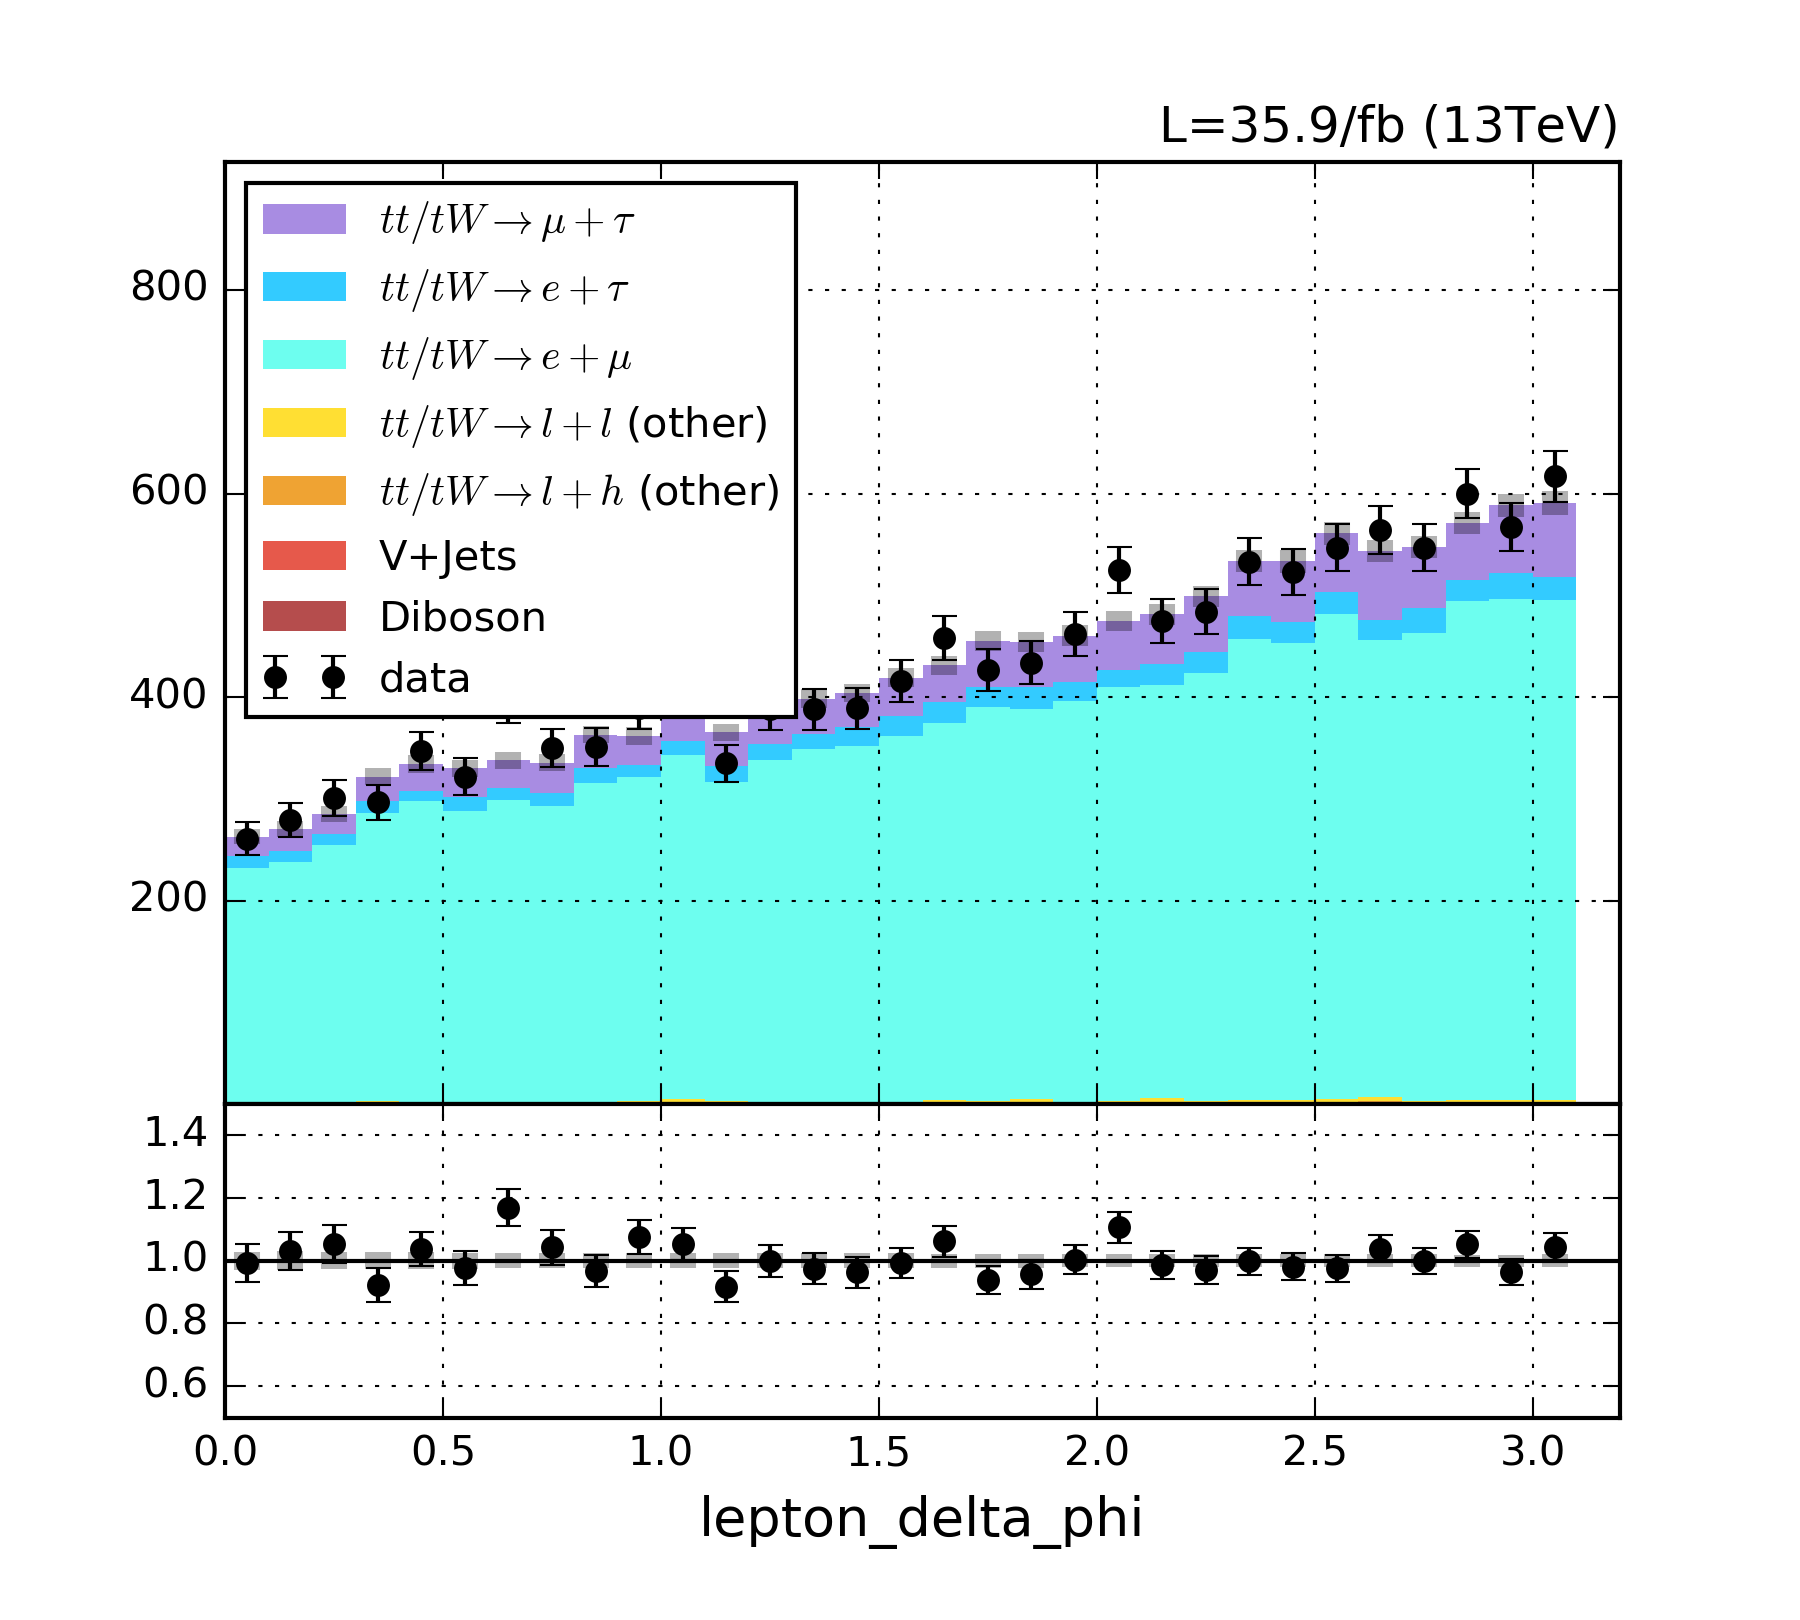 L=35.9/fb (13TeV)
tt/tW→μ+τ
tt/tW→e+τ
tt/tW→e+μ
tt/tW→l+l (other)
tt/tW→l+h (other)
V+Jets
Diboson
data
800
600
400
200
1.4
1.2
1.0
0.8
0.6
0.0 0.5 1.0 1.5 2.0 2.5 3.0
lepton_delta_phi